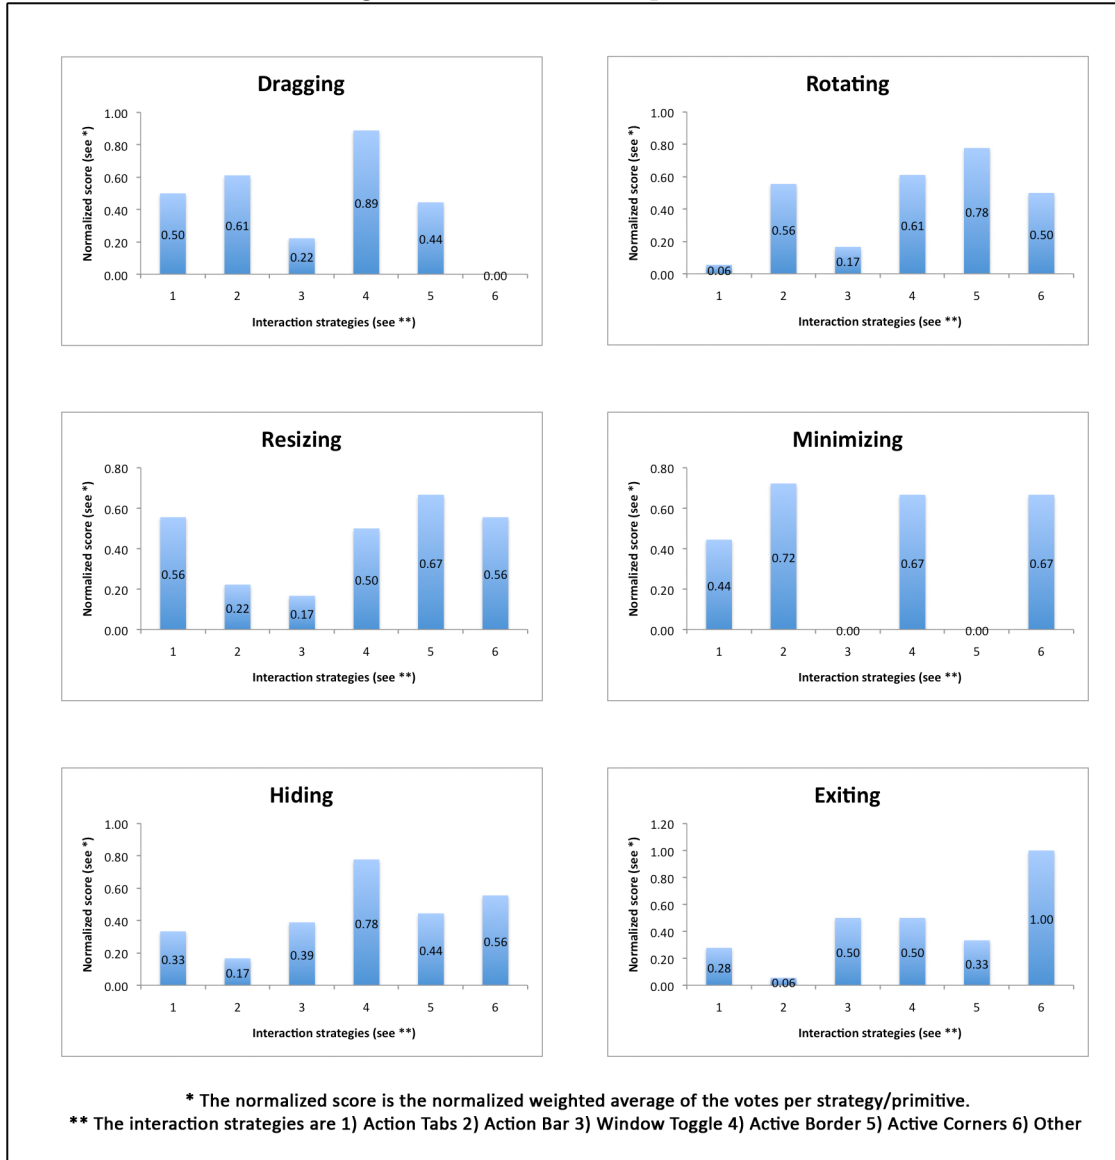 Dragging
Normalized score (see *)
1.00
0.80
0.60
0.40
0.20
0.00
0.50
0.61
0.22
0.89
0.44
0.00
1 2 3 4 5 6
Interaction strategies (see **)
Rotating
Normalized score (see *)
1.00
0.80
0.60
0.40
0.20
0.00
0.06
0.56
0.17
0.61
0.78
0.50
1 2 3 4 5 6
Interaction strategies (see **)
Resizing
Normalized score (see *)
0.80
0.60
0.40
0.20
0.00
0.56
0.22
0.17
0.50
0.67
0.56
1 2 3 4 5 6
Interaction strategies (see **)
Minimizing
Normalized score (see *)
0.80
0.60
0.40
0.20
0.00
0.44
0.72
0.00
0.67
0.00
0.67
1 2 3 4 5 6
Interaction strategies (see **)
Hiding
Normalized score (see *)
1.00
0.80
0.60
0.40
0.20
0.00
0.33
0.17
0.39
0.78
0.44
0.56
1 2 3 4 5 6
Interaction strategies (see **)
Exiting
Normalized score (see *)
1.20
1.00
0.80
0.60
0.40
0.20
0.00
0.28
0.06
0.50
0.50
0.33
1.00
1 2 3 4 5 6
Interaction strategies (see **)
* The normalized score is the normalized weighted average of the votes per strategy/primitive.
** The interaction strategies are 1) Action Tabs 2) Action Bar 3) Window Toggle 4) Active Border 5) Active Corners 6) Other